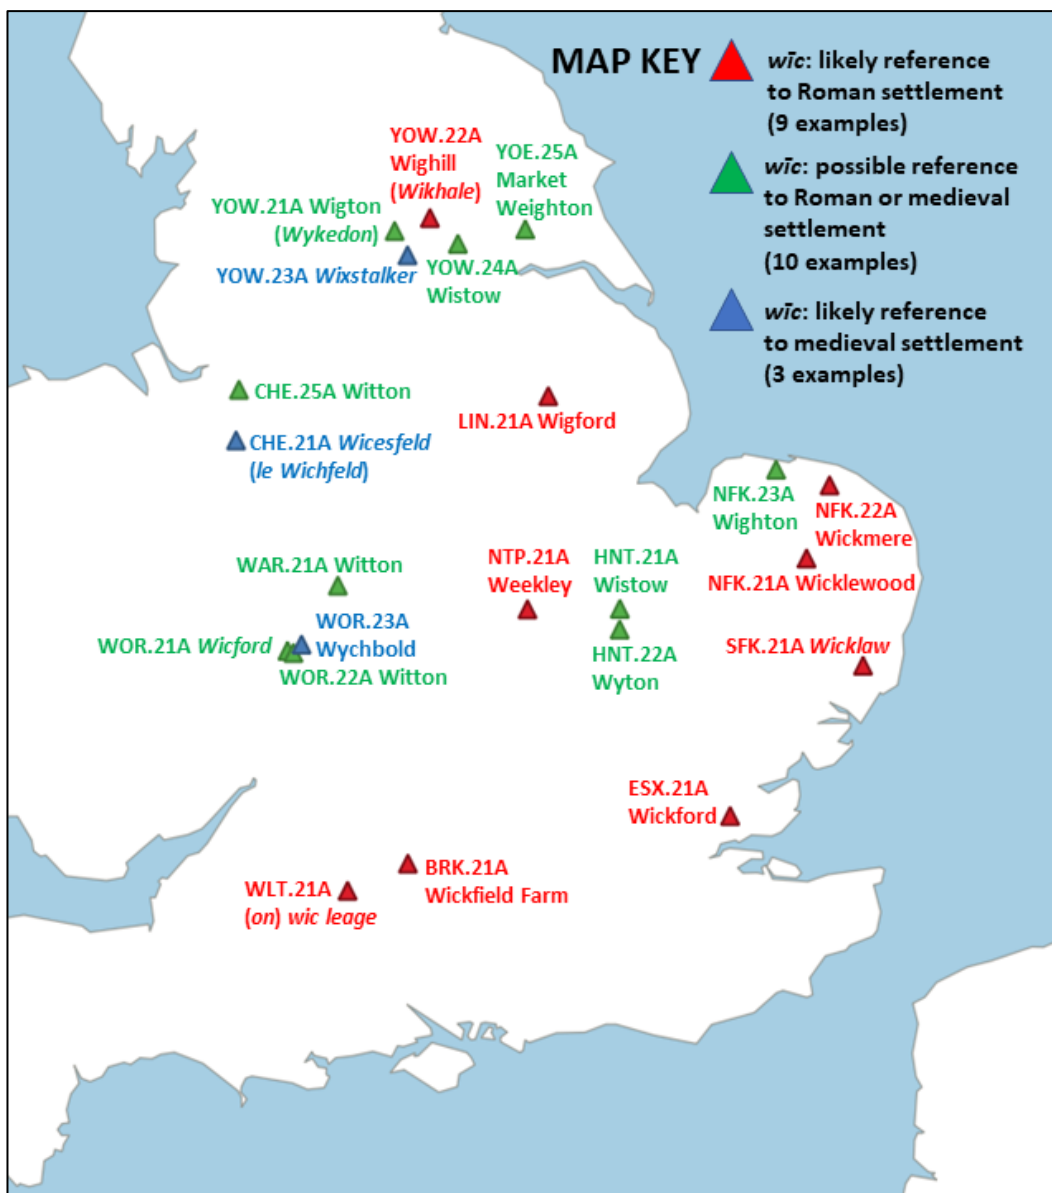 MAP KEY
wīc: likely reference
to Roman settlement
(9 examples)
wīc: possible reference
to Roman or medieval
settlement
(10 examples)
wīc: likely reference
to medieval settlement
(3 examples)
YOW.22A
Wighill
(Wikhale)
YOE.25A
Market
Weighton
YOW.21A Wigton
(Wykedon)
YOW.23A Wixstalker
YOW.24A
Wistow
CHE.25A Witton
LIN.21A Wigford
CHE.21A Wicesfeld
(le Wichfeld)
NFK.23A
Wighton
NFK.22A
Wickmere
NFK.21A Wicklewood
WAR.21A Witton
NTP.21A
Weekley
HNT.21A
Wistow
WOR.23A
Wychbold
WOR.21A Wicford
WOR.22A Witton
HNT.22A
Wyton
SFK.21A Wicklaw
ESX.21A
Wickford
BRK.21A
Wickfield Farm
WLT.21A
(on) wic leage